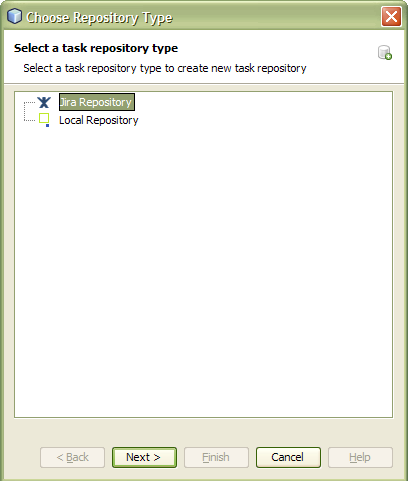 Choose Repository Type
Select a task repository type
Select a task repository type to create new task repository
Jira Repository
Local Repository
< Back Next > Finish Cancel Help